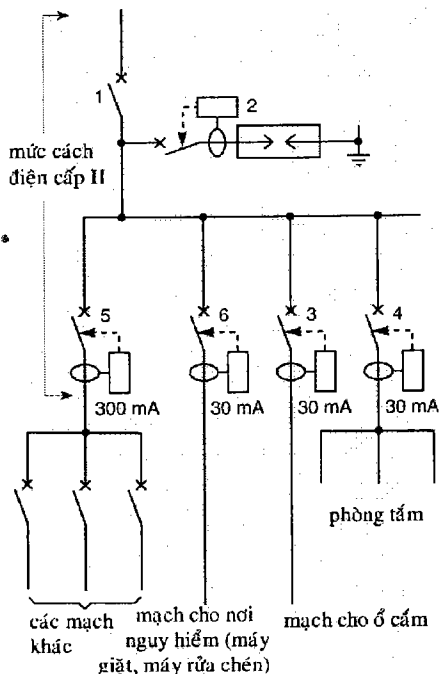 1
2
mức cách
điện cấp II
5
6
3
4
300 mA
30 mA
30 mA
30 mA
phòng tắm
các mạch
khác
mạch cho nơi
nguy hiểm (máy
giặt, máy rửa chén)
mạch cho ổ cắm